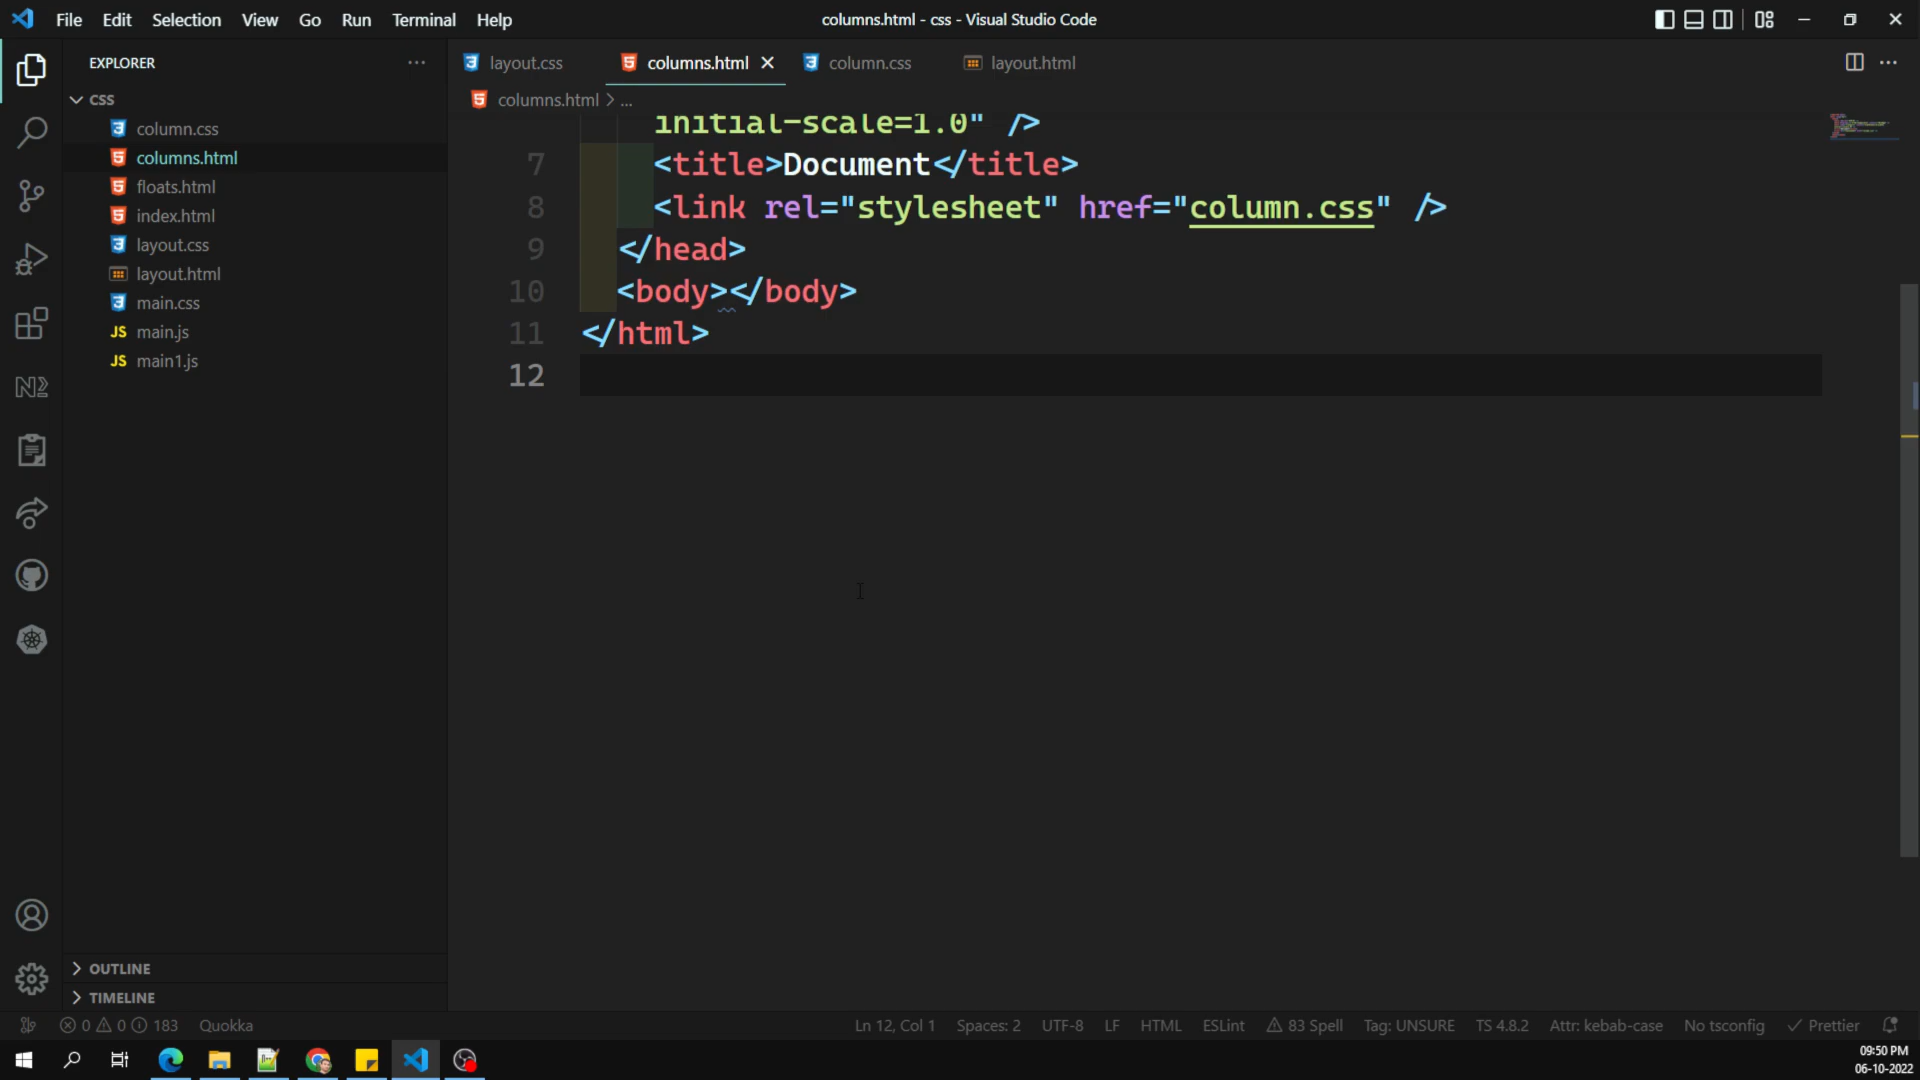 File Edit Selection View Go Run Terminal Help
columns.html - css - Visual Studio Code
EXPLORER
CSS
column.css
columns.html
floats.html
index.html
layout.css
layout.html
main.css
JS main.js
JS main1.js
OUTLINE
TIMELINE
layout.css columns.html column.css layout.html
columns.html > ...
initial-scale=1.0" />
7 <title>Document</title>
8 <link rel="stylesheet" href="column.css" />
9 </head>
10 <body></body>
11 </html>
12
0 0 183 Quokka
Ln 12, Col 1 Spaces: 2 UTF-8 LF HTML ESLint 83 Spell Tag: UNSURE TS 4.8.2 Attr: kebab-case No tsconfig Prettier
09:50 PM
06-10-2022